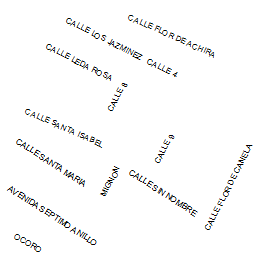 CALLE FLOR DE ACHIRA
CALLE LOS JAZMINEZ
CALLE 4
CALLE LEDA ROSA
CALLE 8
CALLE SANTA ISABEL
CALLE 9
CALLE SANTA MARIA
MIGNON
CALLE SIN NOMBRE
CALLE FLOR DE CANELA
AVENIDA SEPTIMO ANILLO
OCORO